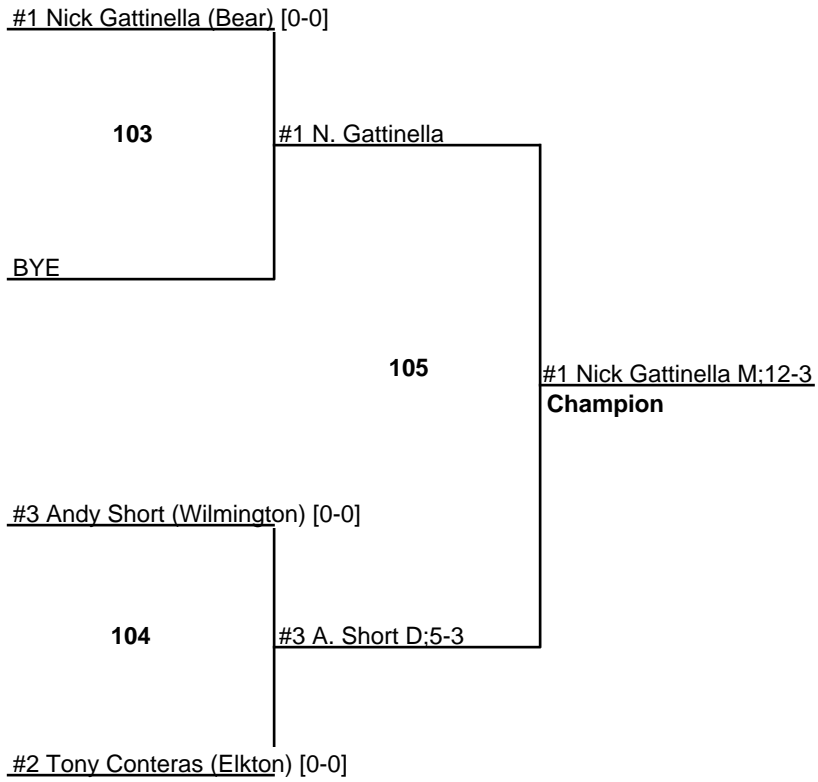 #1 Nick Gattinella (Bear) [0-0]
103
#1 N. Gattinella
BYE
105
#1 Nick Gattinella M;12-3
Champion
#3 Andy Short (Wilmington) [0-0]
104
#3 A. Short D;5-3
#2 Tony Conteras (Elkton) [0-0]